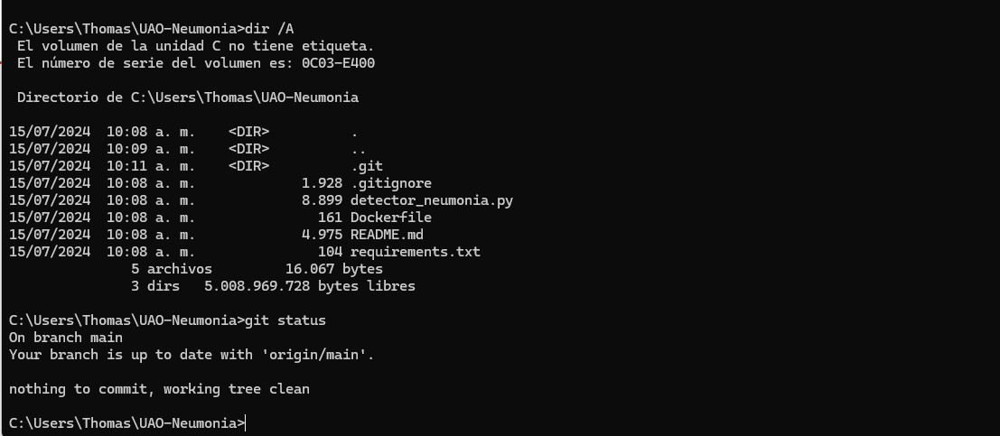 C:\Users\Thomas\UAO-Neumonia>dir /A
El volumen de la unidad C no tiene etiqueta.
El número de serie del volumen es: 0C03-E400
Directorio de C:\Users\Thomas\UAO-Neumonia
15/07/2024  10:08 a. m.    <DIR>          .
15/07/2024  10:09 a. m.    <DIR>          ..
15/07/2024  10:11 a. m.    <DIR>          .git
15/07/2024  10:08 a. m.             1.928 .gitignore
15/07/2024  10:08 a. m.             8.899 detector_neumonia.py
15/07/2024  10:08 a. m.               161 Dockerfile
15/07/2024  10:08 a. m.             4.975 README.md
15/07/2024  10:08 a. m.               104 requirements.txt
5 archivos         16.067 bytes
3 dirs   5.008.969.728 bytes libres
C:\Users\Thomas\UAO-Neumonia>git status
On branch main
Your branch is up to date with 'origin/main'.
nothing to commit, working tree clean
C:\Users\Thomas\UAO-Neumonia>